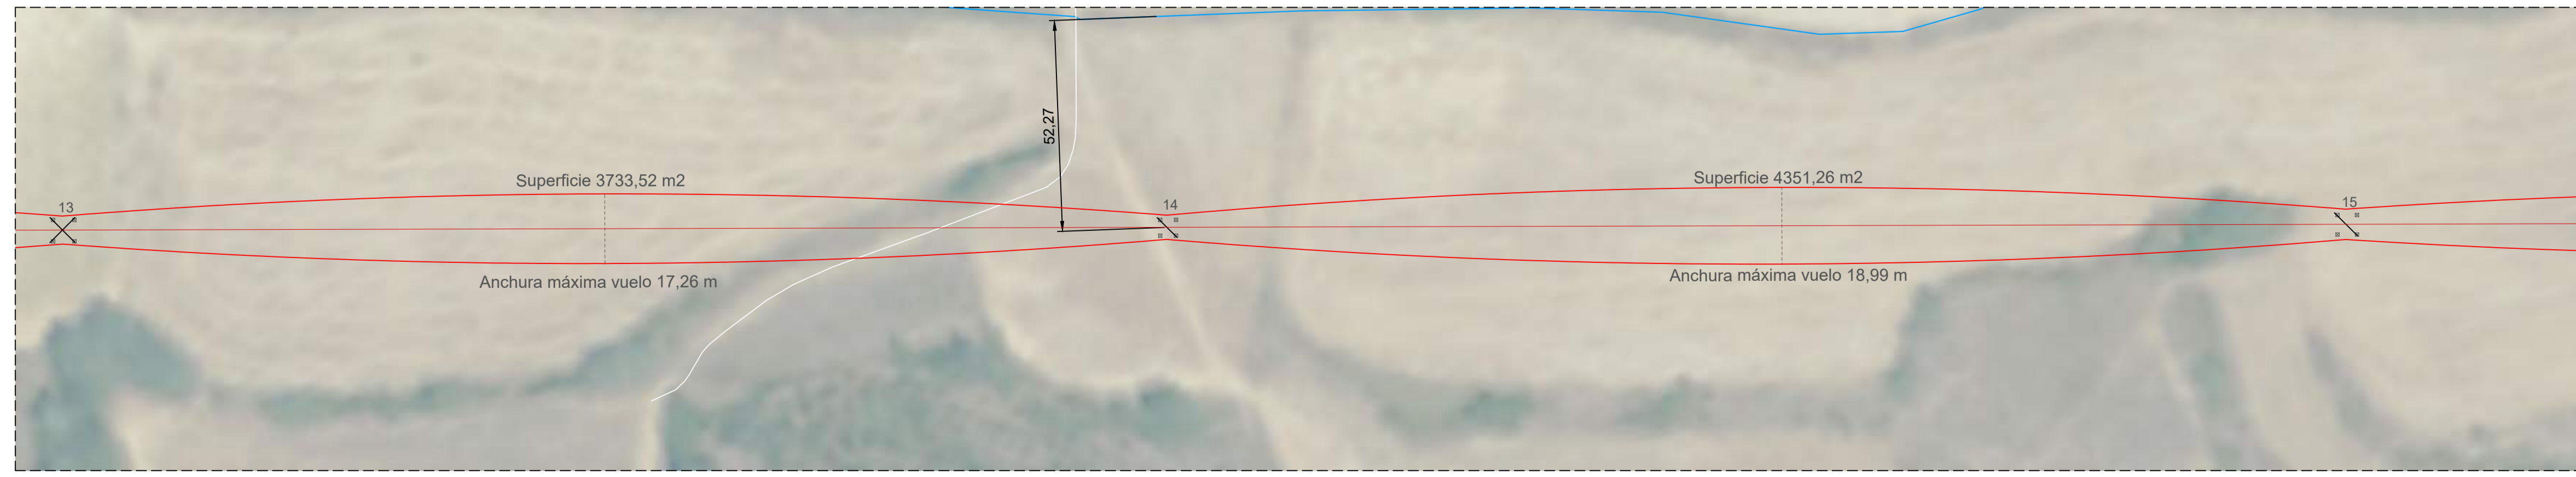 52,27
Superficie 3733,52 m2
Superficie 4351,26 m2
13
14
15
Anchura máxima vuelo 17,26 m
Anchura máxima vuelo 18,99 m